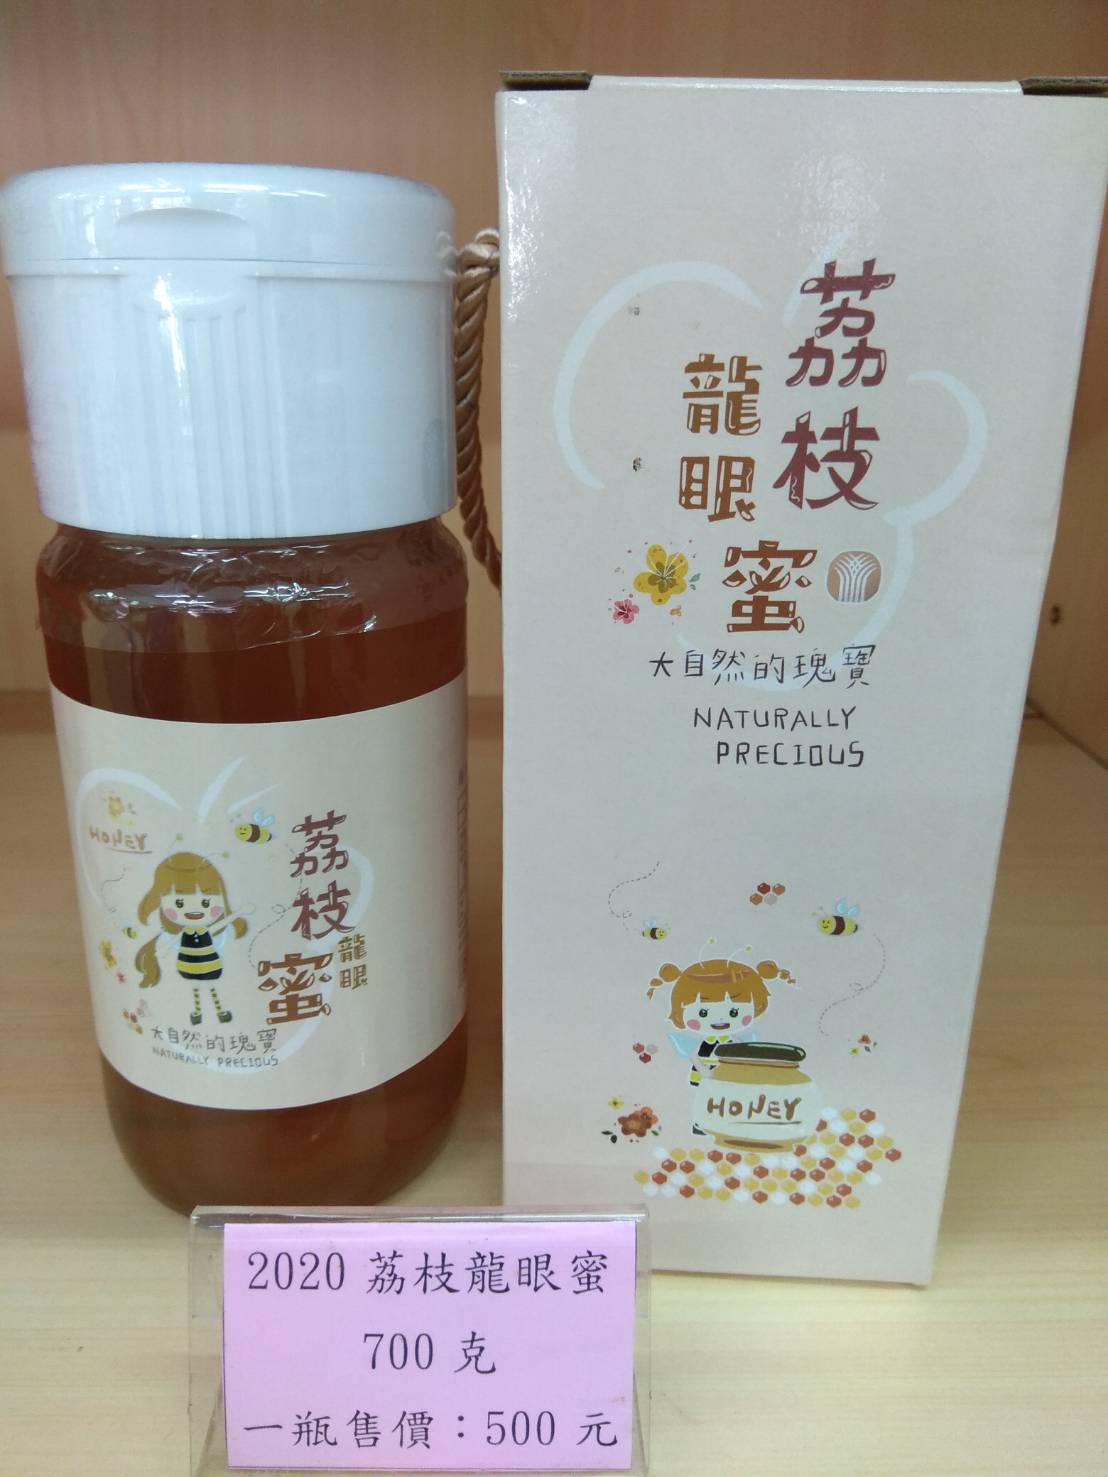 荔枝
龍眼
蜜
大自然的瑰寶
NATURALLY
PRECIOUS
HONEY
HONEY
荔枝
龍眼
蜜
大自然的瑰寶
NATURALLY PRECIOUS
2020 荔枝龍眼蜜
700 克
一瓶售價：500 元